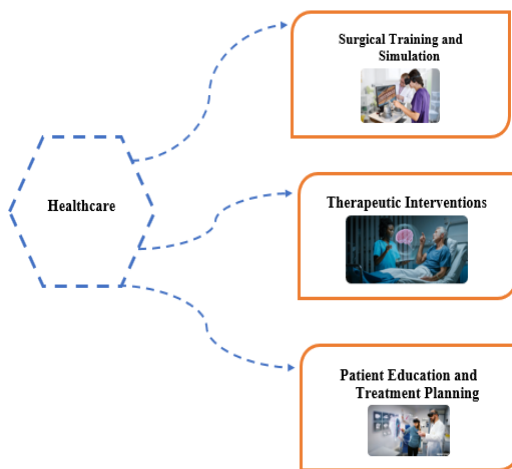 Surgical Training and
Simulation
Healthcare
Therapeutic Interventions
Patient Education and
Treatment Planning